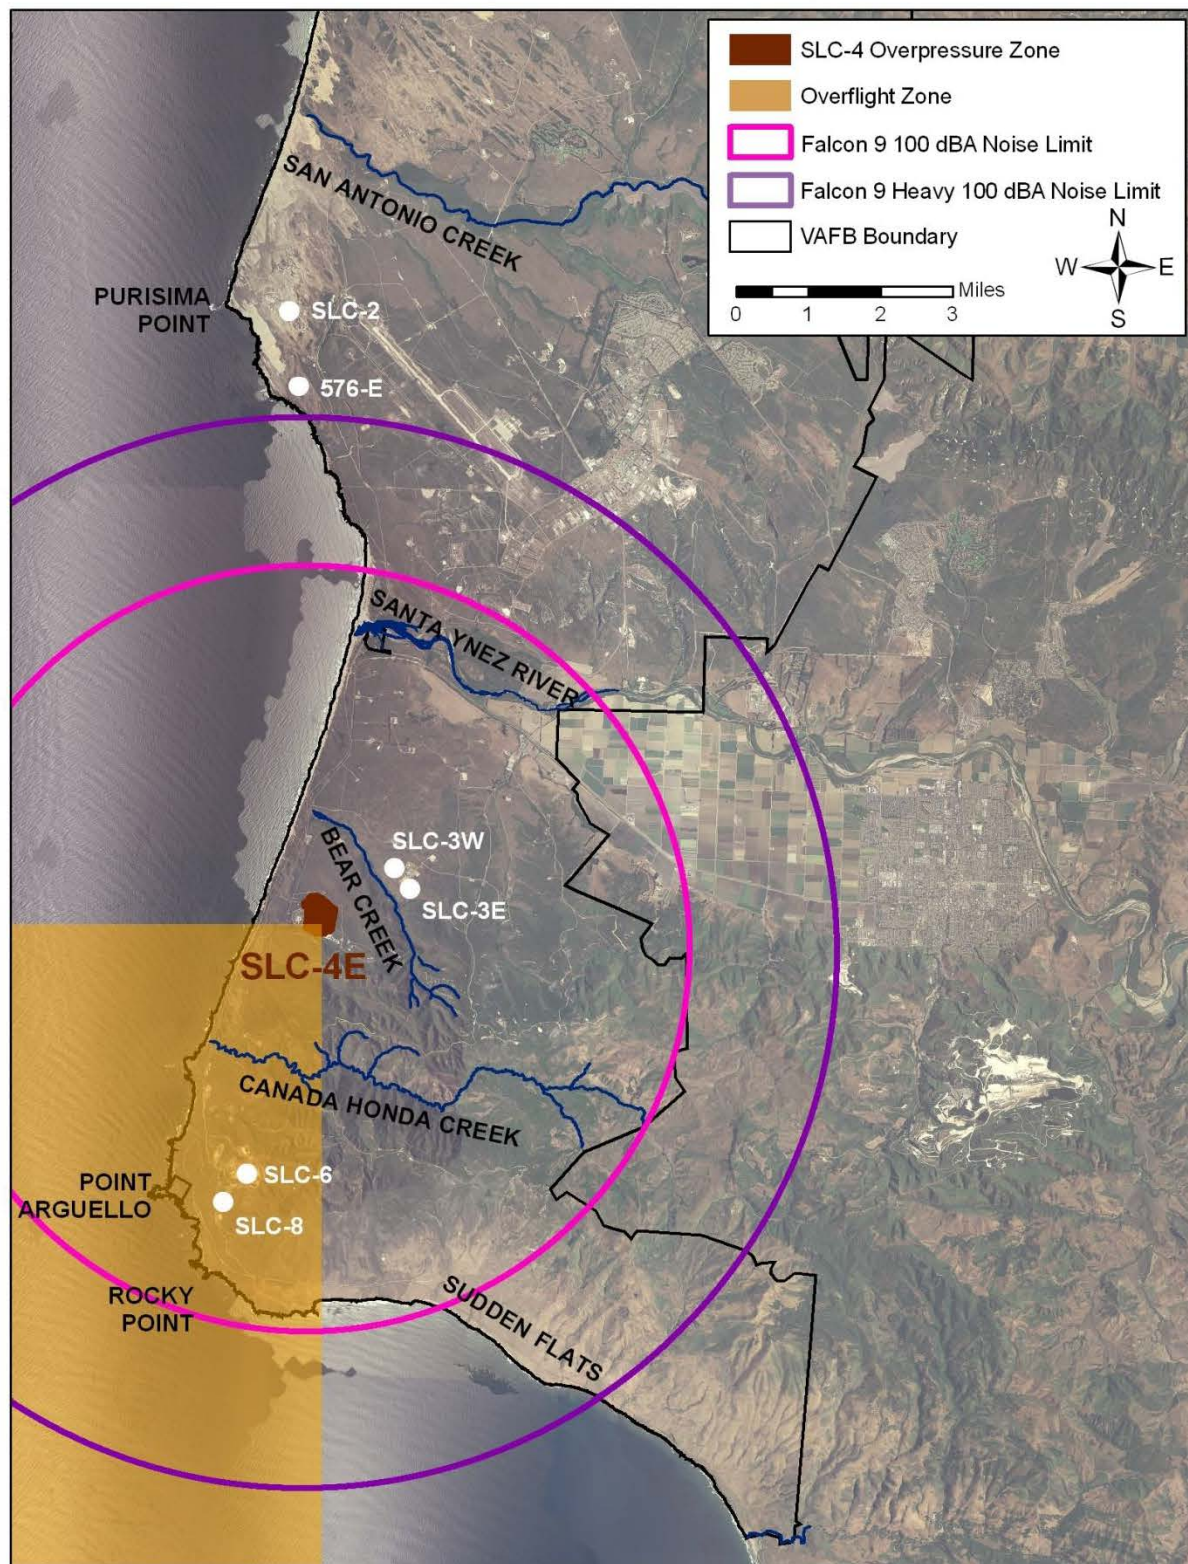 SLC-4 Overpressure Zone
Overflight Zone
Falcon 9 100 dBA Noise Limit
Falcon 9 Heavy 100 dBA Noise Limit
VAFB Boundary
N
W
E
S
Miles
0 1 2 3
SAN ANTONIO CREEK
PURISIMA
POINT
SLC-2
576-E
SANTA YNEZ RIVER
SLC-3W
BEAR CREEK
SLC-3E
SLC-4E
CANADA HONDA CREEK
POINT
ARGUELLO
SLC-6
SLC-8
ROCKY
POINT
SUDDEN FLATS